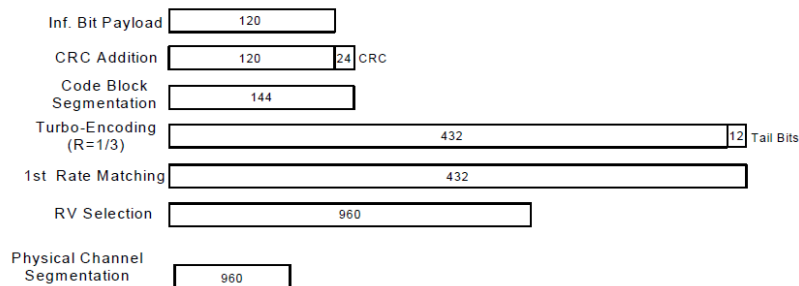 Inf. Bit Payload 120
CRC Addition 120 24 CRC
Code Block
Segmentation 144
Turbo-Encoding
(R=1/3) 432 12 Tail Bits
1st Rate Matching 432
RV Selection 960
Physical Channel
Segmentation 960